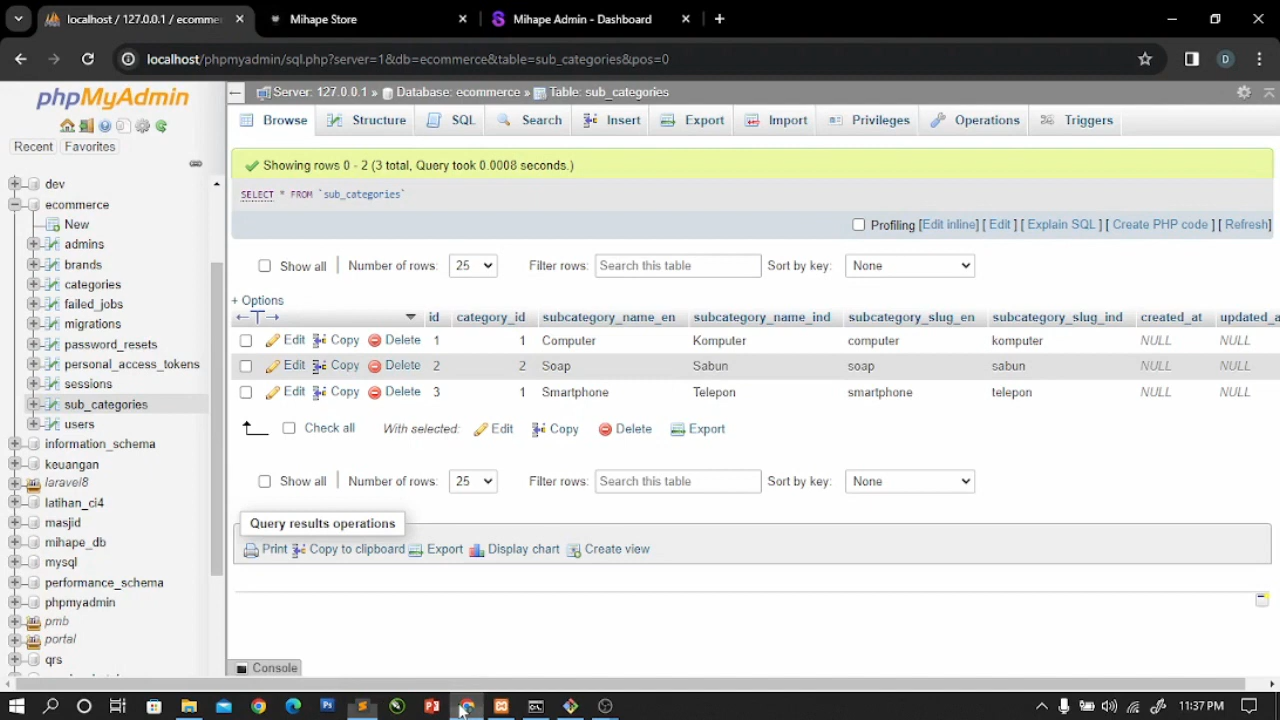 localhost / 127.0.0.1 / ecomme
Mihape Store
Mihape Admin - Dashboard
localhost/phpmyadmin/sql.php?server=1&db=ecommerce&table=sub_categories&pos=0
D
phpMyAdmin
Recent
Favorites
dev
ecommerce
New
admins
brands
categories
failed_jobs
migrations
password_resets
personal_access_tokens
sessions
sub_categories
users
information_schema
keuangan
laravel8
latihan_ci4
masjid
mihape_db
mysql
performance_schema
phpmyadmin
pmb
portal
qrs
Server: 127.0.0.1 » Database: ecommerce » Table: sub_categories
Browse Structure SQL Search Insert Export Import Privileges Operations Triggers
Showing rows 0 - 2 (3 total, Query took 0.0008 seconds.)
SELECT * FROM `sub_categories`
Profiling [Edit inline] [ Edit ] [ Explain SQL ] [ Create PHP code ] [ Refresh]
Show all Number of rows: 25 Filter rows: Search this table Sort by key: None
+ Options
←T→ id category_id subcategory_name_en subcategory_name_ind subcategory_slug_en subcategory_slug_ind created_at updated_a
Edit Copy Delete 1 1 Computer Komputer computer komputer NULL NULL
Edit Copy Delete 2 2 Soap Sabun soap sabun NULL NULL
Edit Copy Delete 3 1 Smartphone Telepon smartphone telepon NULL NULL
Check all With selected: Edit Copy Delete Export
Show all Number of rows: 25 Filter rows: Search this table Sort by key: None
Query results operations
Print Copy to clipboard Export Display chart Create view
Console
11:37 PM